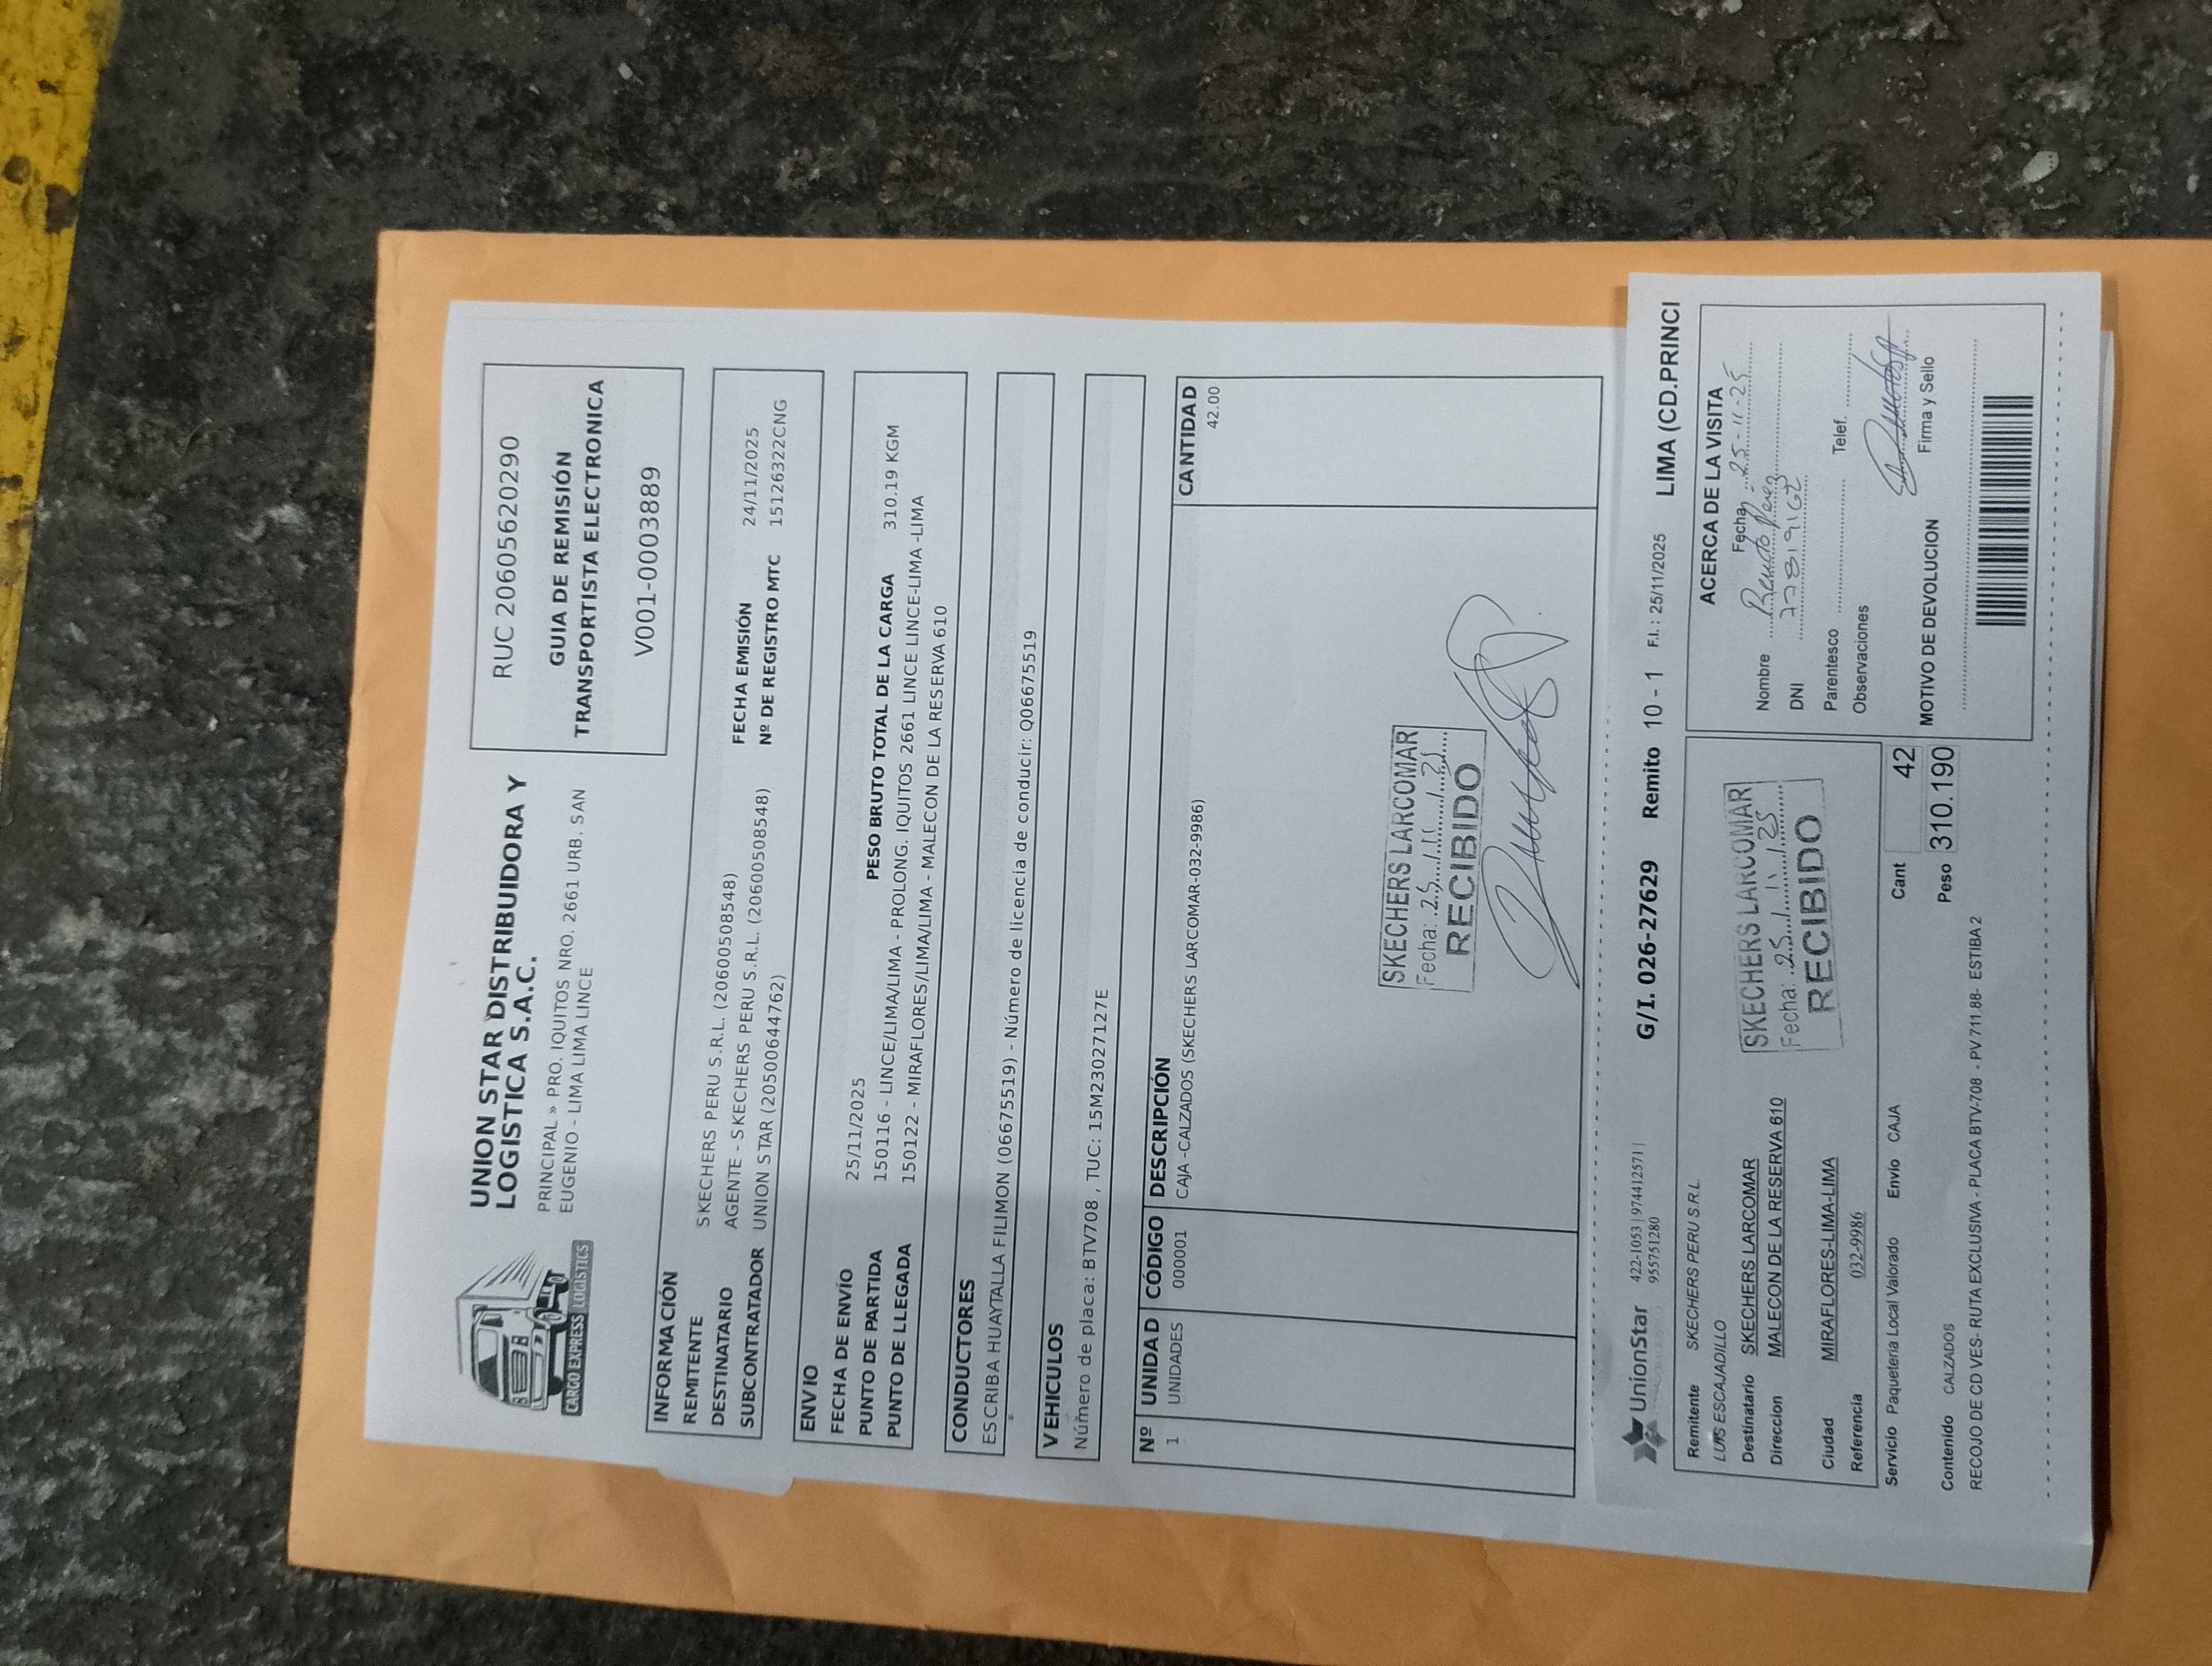 CARGO EXPRESS LOGISTICS
UNION STAR DISTRIBUIDORA Y
LOGISTICA S.A.C.
PRINCIPAL » PRO. IQUITOS NRO. 2661 URB. SAN
EUGENIO - LIMA LIMA LINCE
RUC 20605620290
GUIA DE REMISIÓN
TRANSPORTISTA ELECTRONICA
V001-0003889
INFORMACIÓN
REMITENTE SKECHERS PERU S.R.L. (20600508548)
DESTINATARIO AGENTE - SKECHERS PERU S.R.L. (20600508548)
SUBCONTRATADOR UNION STAR (20500644762)
FECHA EMISIÓN 24/11/2025
Nº DE REGISTRO MTC 15126322CNG
ENVIO
FECHA DE ENVÍO 25/11/2025 PESO BRUTO TOTAL DE LA CARGA 310.19 KGM
PUNTO DE PARTIDA 150116 - LINCE/LIMA/LIMA - PROLONG. IQUITOS 2661 LINCE LINCE-LIMA -LIMA
PUNTO DE LLEGADA 150122 - MIRAFLORES/LIMA/LIMA - MALECON DE LA RESERVA 610
CONDUCTORES
ESCRIBA HUAYTALLA FILIMON (06675519) - Número de licencia de conducir: Q06675519
VEHICULOS
Número de placa: BTV708 , TUC: 15M23027127E
Nº UNIDAD CÓDIGO DESCRIPCIÓN CANTIDAD
1 UNIDADES 000001 CAJA -CALZADOS (SKECHERS LARCOMAR-032-9986) 42.00
SKECHERS LARCOMAR
Fecha: 25/11/25
RECIBIDO
UnionStar 422-1053 | 974412571 |
955751280
G/I. 026-27629 Remito 10 - 1 F.I. : 25/11/2025 LIMA (CD.PRINCI
Remitente SKECHERS PERU S.R.L.
LUIS ESCAJADILLO
Destinatario SKECHERS LARCOMAR
Direccion MALECON DE LA RESERVA 610
Ciudad MIRAFLORES-LIMA-LIMA
Referencia 032-9986
SKECHERS LARCOMAR
Fecha: 25/11/25
RECIBIDO
Servicio Paqueteria Local Valorado Envío CAJA Cant 42
Contenido CALZADOS Peso 310.190
RECOJO DE CD VES- RUTA EXCLUSIVA - PLACA BTV-708 - PV 711.88- ESTIBA 2
ACERCA DE LA VISITA
Fecha 25-11-25
Nombre Renato Perez
DNI
Parentesco Telef.
Observaciones
Firma y Sello
MOTIVO DE DEVOLUCION